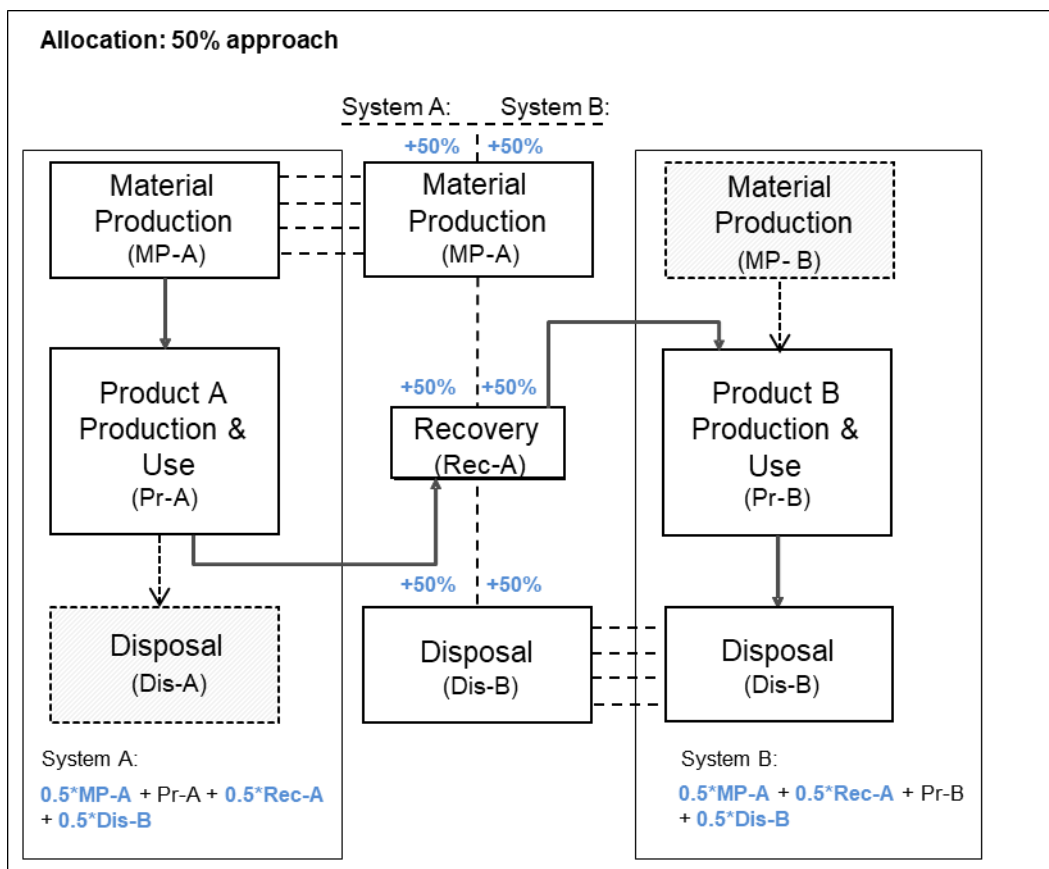 Allocation: 50% approach
System A:
System B:
+50%
+50%
Material
Production
(MP-A)
Material
Production
(MP-A)
Material
Production
(MP- B)
Product A
Production &
Use
(Pr-A)
+50%
+50%
Recovery
(Rec-A)
Product B
Production &
Use
(Pr-B)
+50%
+50%
Disposal
(Dis-A)
Disposal
(Dis-B)
Disposal
(Dis-B)
System A:
0.5*MP-A + Pr-A + 0.5*Rec-A
+ 0.5*Dis-B
System B:
0.5*MP-A + 0.5*Rec-A + Pr-B
+ 0.5*Dis-B